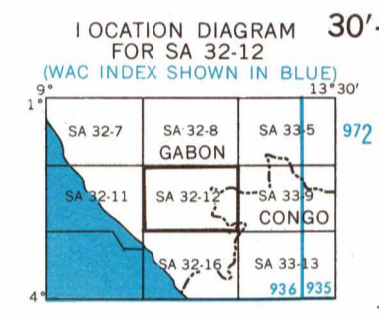 LOCATION DIAGRAM
FOR SA 32-12
(WAC INDEX SHOWN IN BLUE)
30'
9° 13°30'
1°
SA 32-7 SA 32-8 SA 33-5 972
GABON
SA 32-11 SA 32-12 SA 33-9
CONGO
SA 32-16 SA 33-13
4° 936 935